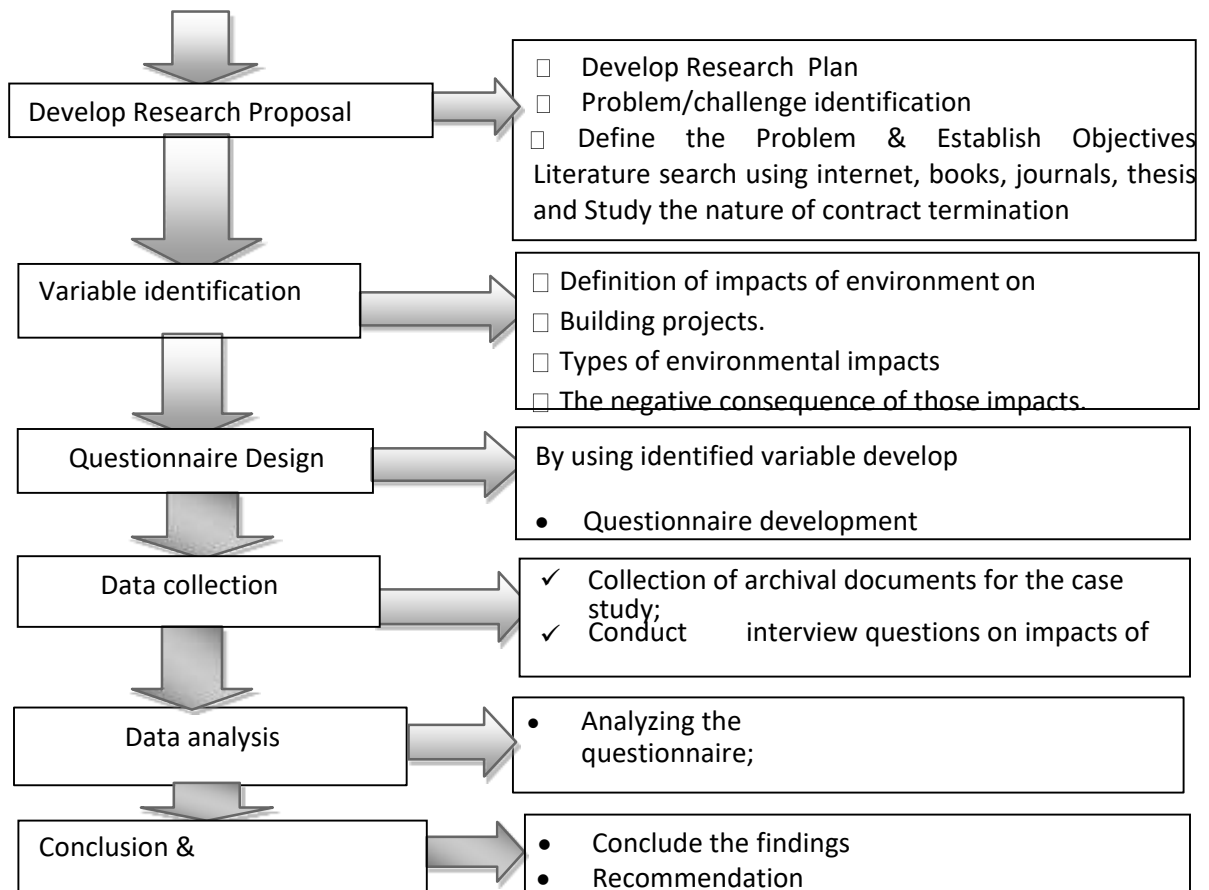 Develop Research Proposal
Develop Research Plan
Problem/challenge identification
Define the Problem & Establish Objectives
Literature search using internet, books, journals, thesis
and Study the nature of contract termination
Variable identification
Definition of impacts of environment on
Building projects.
Types of environmental impacts
The negative consequence of those impacts.
Questionnaire Design
By using identified variable develop
• Questionnaire development
Data collection
✓ Collection of archival documents for the case
study;
✓ Conduct interview questions on impacts of
Data analysis
• Analyzing the
questionnaire;
Conclusion &
• Conclude the findings
• Recommendation